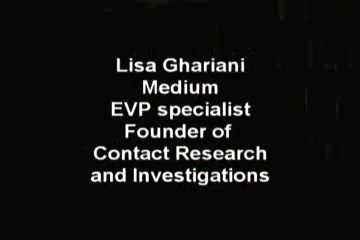 Lisa Ghariani
Medium
EVP specialist
Founder of
Contact Research
and Investigations